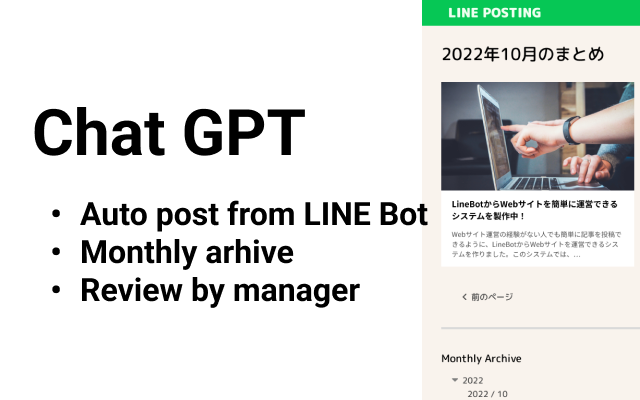 LINE POSTING
2022年10月のまとめ
Chat GPT
• Auto post from LINE Bot
• Monthly arhive
• Review by manager
LineBotからWebサイトを簡単に運営できる
システムを製作中！
Webサイト運営の経験がない人でも簡単に記事を投稿で
きるように、LineBotからWebサイトを運営できるシス
テムを作りました。このシステムでは、...
< 前のページ
Monthly Archive
2022
2022 / 10